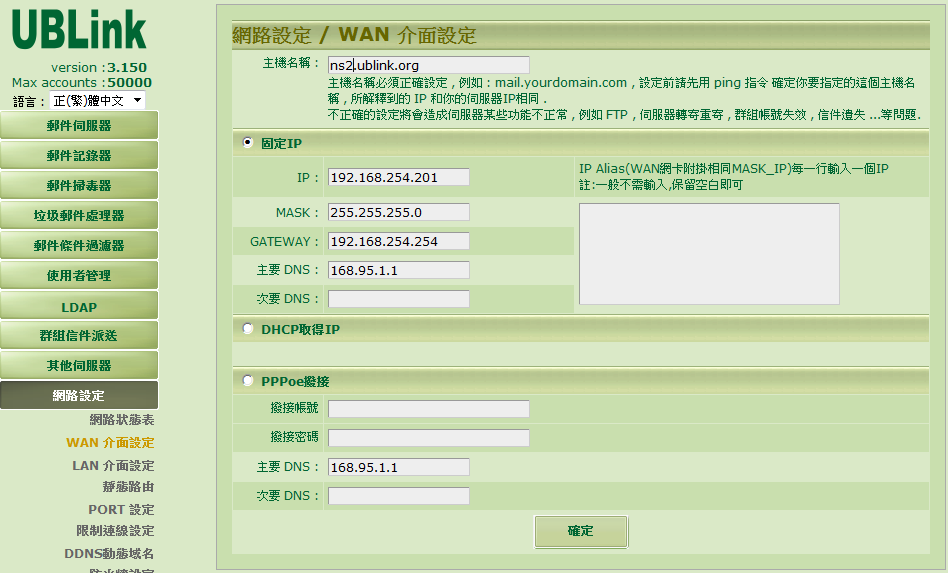 UBLink
version :3.150
Max accounts :50000
語言： 正(繁)體中文
郵件伺服器
郵件記錄器
郵件掃毒器
垃圾郵件處理器
郵件條件過濾器
使用者管理
LDAP
群組信件派送
其他伺服器
網路設定
網路狀態表
WAN 介面設定
LAN 介面設定
靜態路由
PORT 設定
限制連線設定
DDNS動態域名
防火牆設定
網路設定 / WAN 介面設定
主機名稱： ns2.ublink.org
主機名稱必須正確設定 , 例如：mail.yourdomain.com , 設定前請先用 ping 指令 確定你要指定的這個主機名
稱 , 所解釋到的 IP 和你的伺服器IP相同 .
不正確的設定將會造成伺服器某些功能不正常 , 例如 FTP , 伺服器轉寄重寄 , 群組帳號失效 , 信件遺失 ...等問題.
固定IP
IP： 192.168.254.201
IP Alias(WAN網卡附掛相同MASK_IP)每一行輸入一個IP
註:一般不需輸入,保留空白即可
MASK： 255.255.255.0
GATEWAY： 192.168.254.254
主要 DNS： 168.95.1.1
次要 DNS：
DHCP取得IP
PPPoe撥接
撥接帳號
撥接密碼
主要 DNS： 168.95.1.1
次要 DNS：
確定